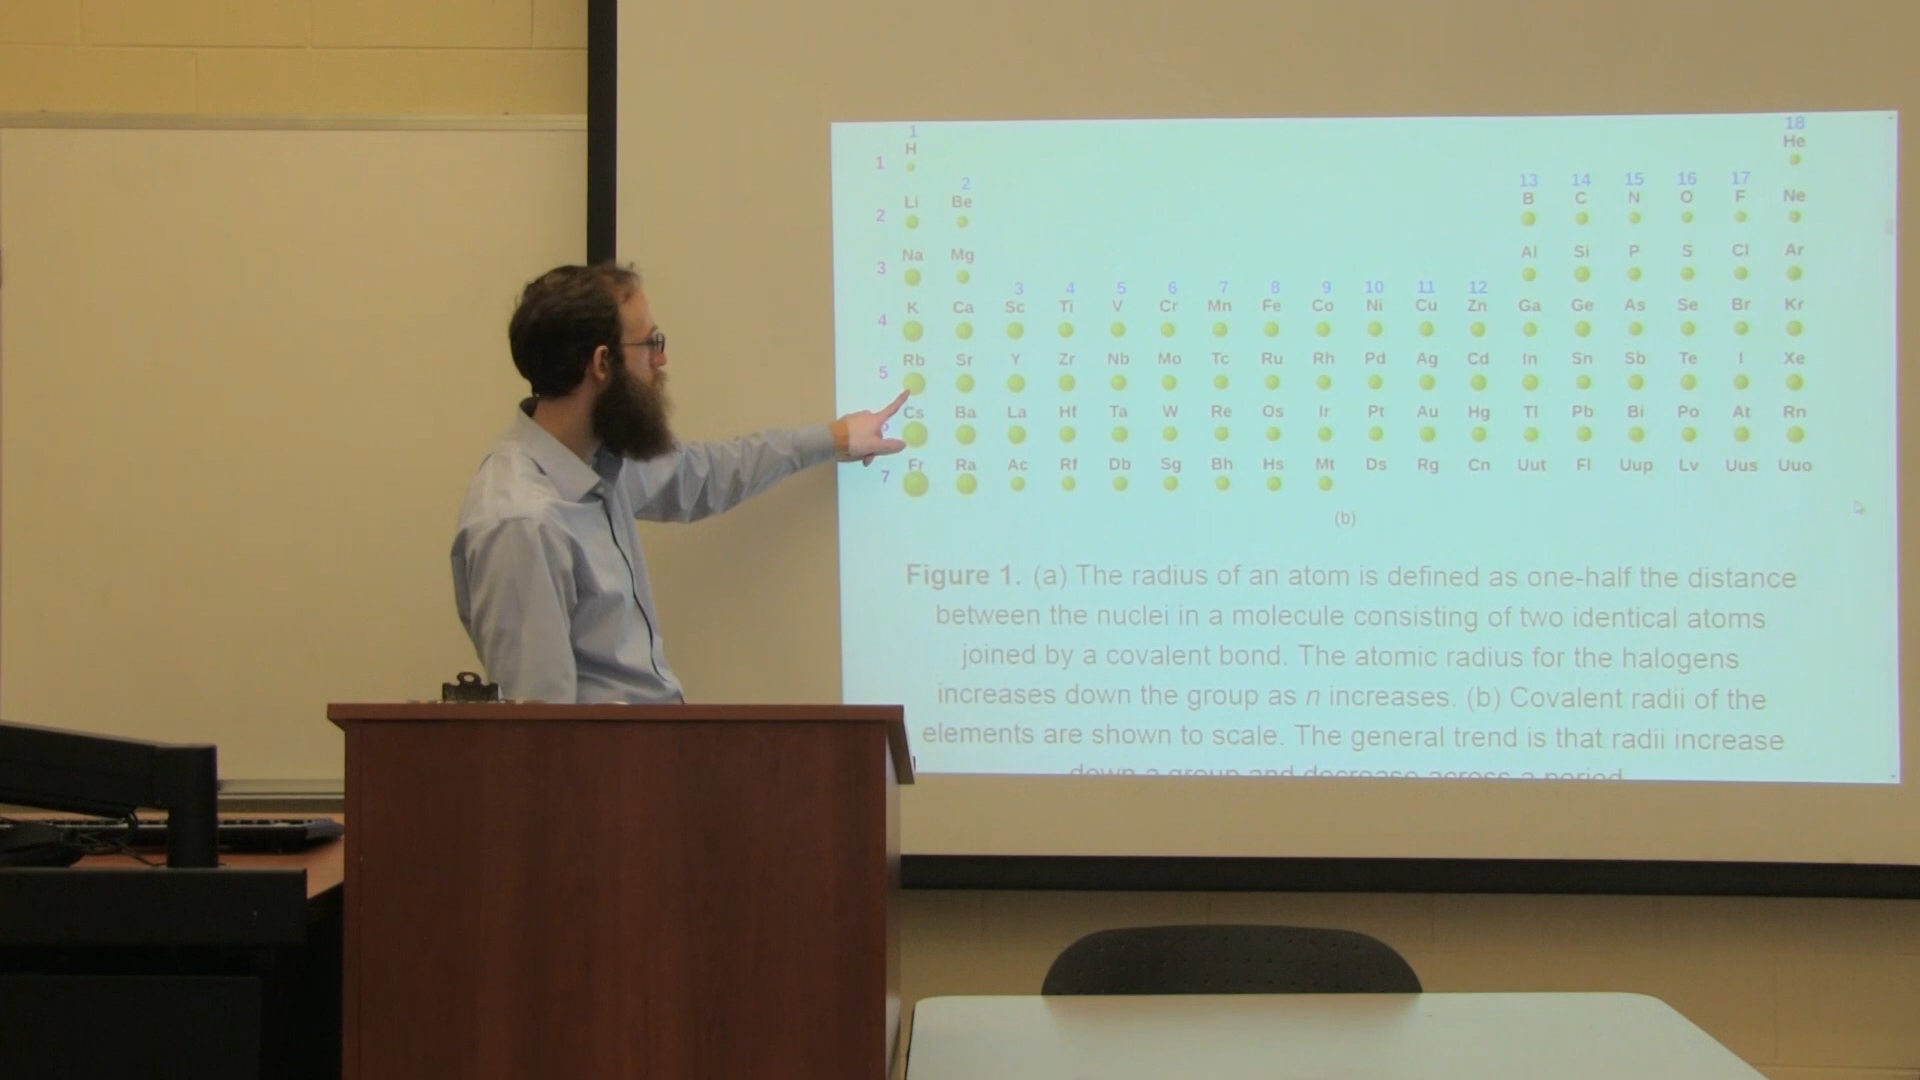 1 18
H He
1
2 13 14 15 16 17
Li Be B C N O F Ne
2
Na Mg Al Si P S Cl Ar
3
3 4 5 6 7 8 9 10 11 12
K Ca Sc Ti V Cr Mn Fe Co Ni Cu Zn Ga Ge As Se Br Kr
4
Rb Sr Y Zr Nb Mo Tc Ru Rh Pd Ag Cd In Sn Sb Te I Xe
5
Cs Ba La Hf Ta W Re Os Ir Pt Au Hg Tl Pb Bi Po At Rn
Fr Ra Ac Rf Db Sg Bh Hs Mt Ds Rg Cn Uut Fl Uup Lv Uus Uuo
7
(b)
Figure 1. (a) The radius of an atom is defined as one-half the distance
between the nuclei in a molecule consisting of two identical atoms
joined by a covalent bond. The atomic radius for the halogens
increases down the group as n increases. (b) Covalent radii of the
elements are shown to scale. The general trend is that radii increase
down a group and decrease across a period